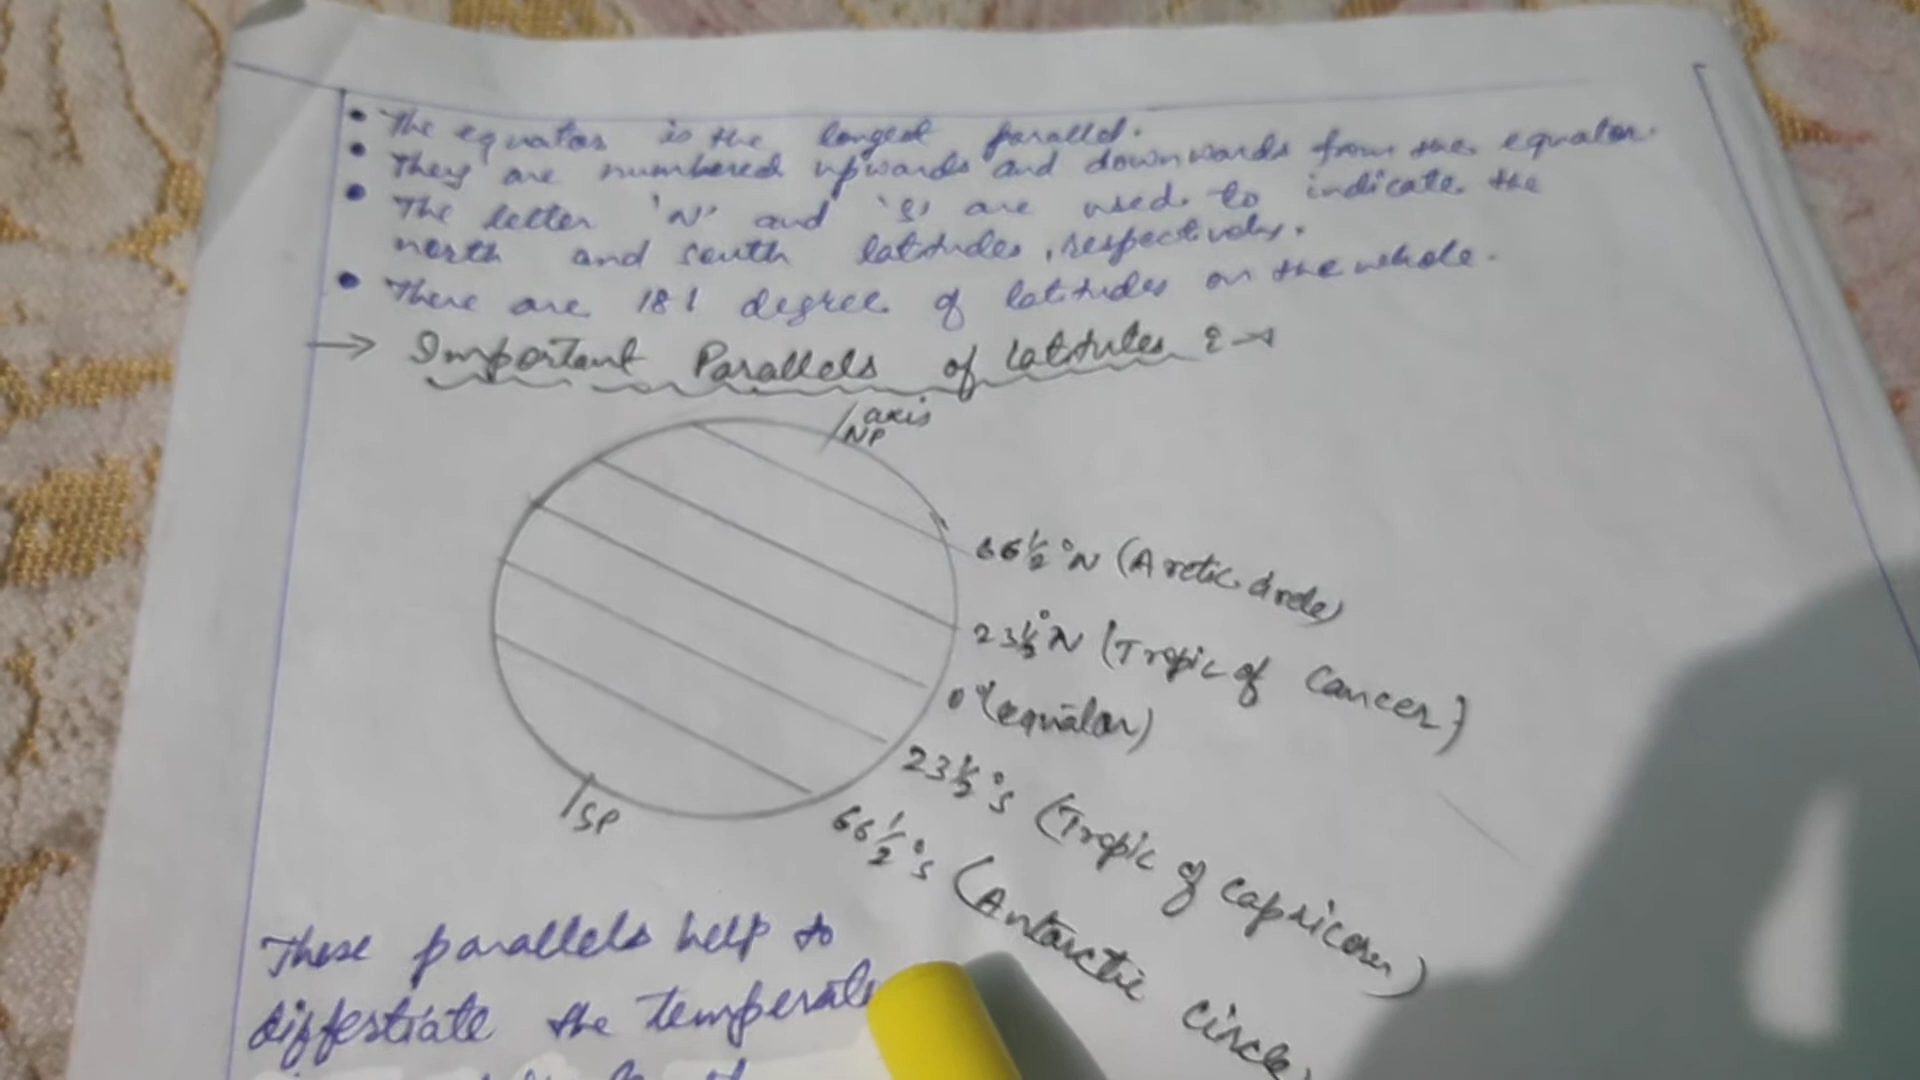 • The equator is the longest parallel.
• They are numbered upwards and downwards from the equator.
• The letter 'N' and 'S' are used to indicate the
north and south latitudes, respectively.
• There are 181 degree of latitudes on the whole.
→ Important Parallels of latitudes :→
axis
NP
66½°N (Arctic circle)
23½°N (Tropic of Cancer)
0° (equator)
23½°S (Tropic of capricorn)
66½°S (Antarctic circle)
SP
These parallels help to
differtiate the temperate